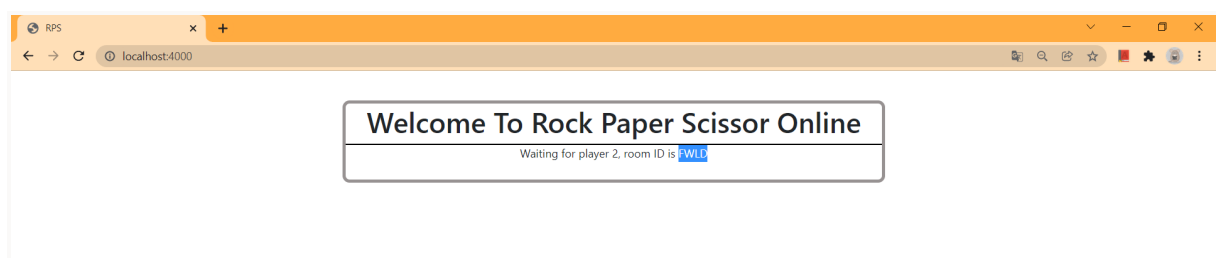 RPS
localhost:4000
Welcome To Rock Paper Scissor Online
Waiting for player 2, room ID is FWLD